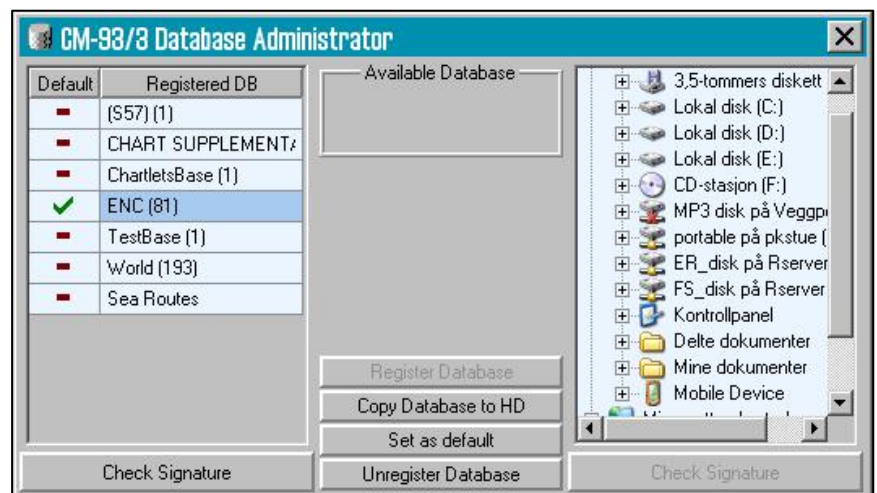 CM-93/3 Database Administrator
Default Registered DB
(S57) (1)
CHART SUPPLEMENTA
ChartletsBase (1)
ENC (81)
TestBase (1)
World (193)
Sea Routes
Check Signature
Available Database
Register Database
Copy Database to HD
Set as default
Unregister Database
3,5-tommers diskett
Lokal disk (C:)
Lokal disk (D:)
Lokal disk (E:)
CD-stasjon (F:)
MP3 disk på Veggp
portable på pkstue (
ER_disk på Rserver
FS_disk på Rserver
Kontrollpanel
Delte dokumenter
Mine dokumenter
Mobile Device
Check Signature